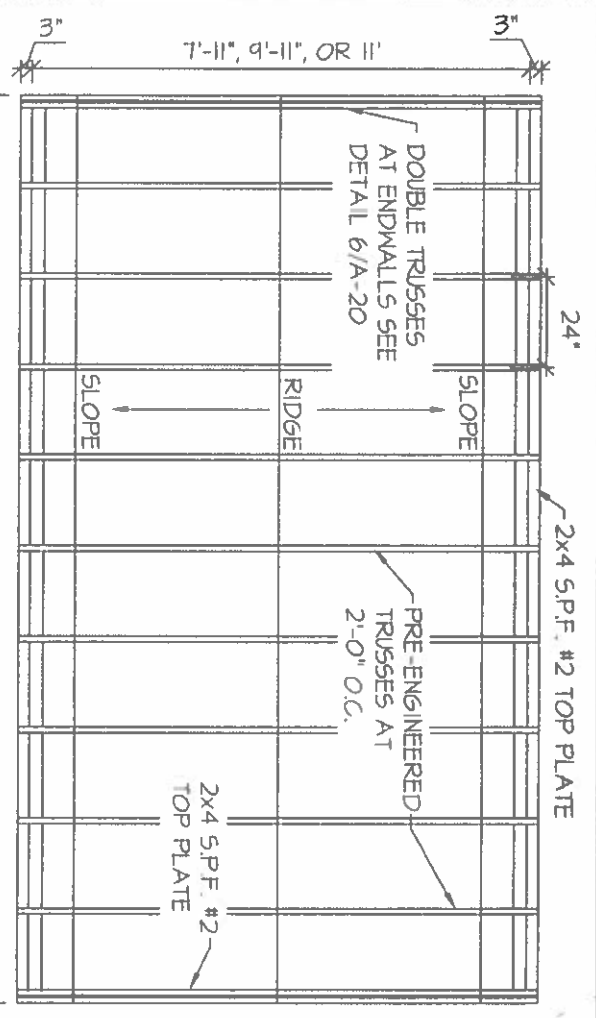 3"
7'-11", 9'-11", OR 11'
3"
DOUBLE TRUSSES
AT ENDWALLS SEE
DETAIL 6/A-20
24"
SLOPE
RIDGE
SLOPE
2x4 S.P.F. #2 TOP PLATE
PRE-ENGINEERED
TRUSSES AT
2'-0" O.C.
2x4 S.P.F. #2
TOP PLATE